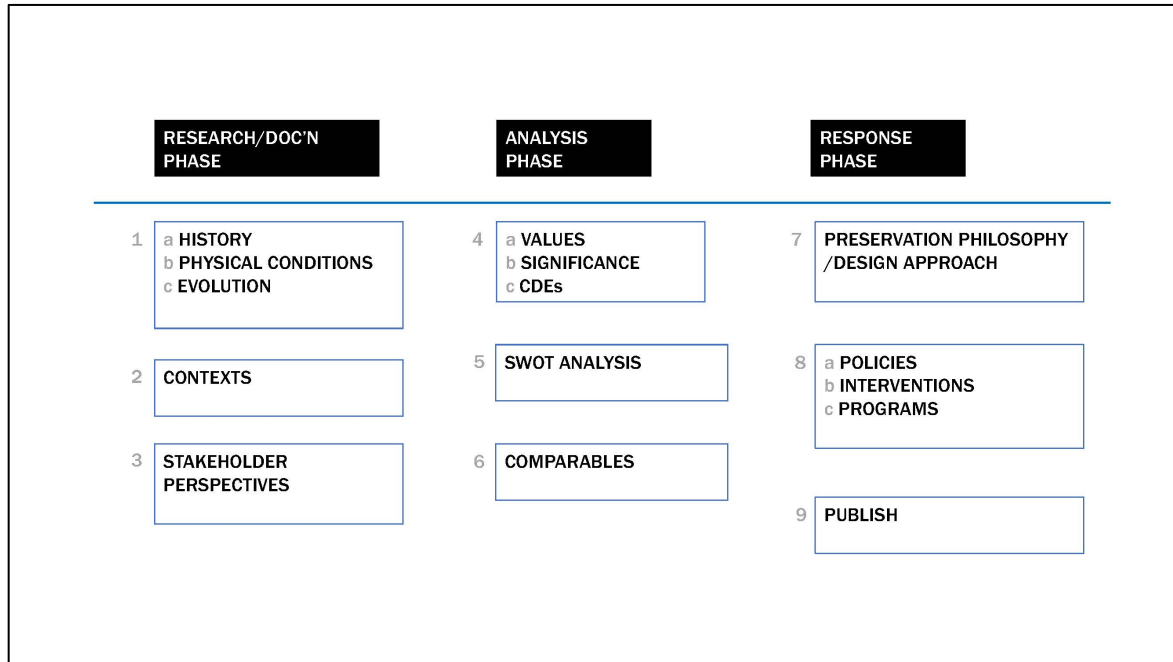 RESEARCH/DOC’N
PHASE
ANALYSIS
PHASE
RESPONSE
PHASE
1
a HISTORY
b PHYSICAL CONDITIONS
c EVOLUTION
2
CONTEXTS
3
STAKEHOLDER
PERSPECTIVES
4
a VALUES
b SIGNIFICANCE
c CDEs
5
SWOT ANALYSIS
6
COMPARABLES
7
PRESERVATION PHILOSOPHY
/DESIGN APPROACH
8
a POLICIES
b INTERVENTIONS
c PROGRAMS
9
PUBLISH